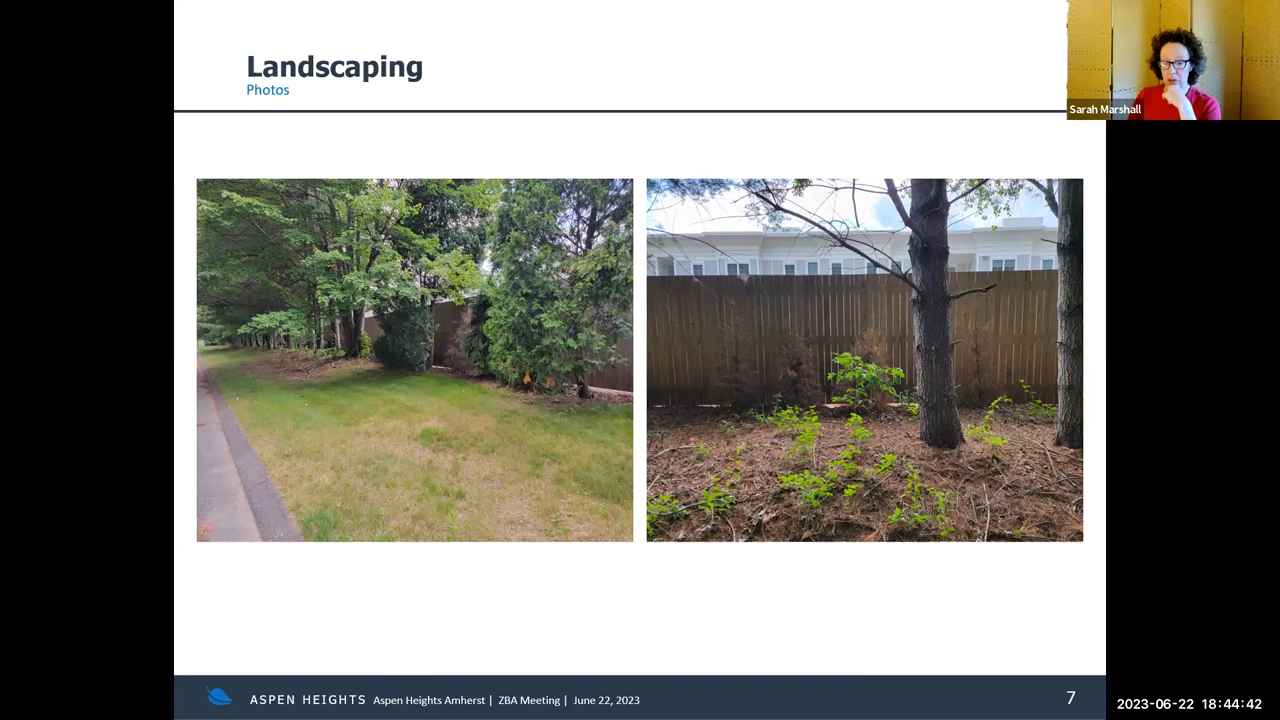 Landscaping
Photos
Sarah Marshall
ASPEN HEIGHTS Aspen Heights Amherst | ZBA Meeting | June 22, 2023
7
2023-06-22 18:44:42